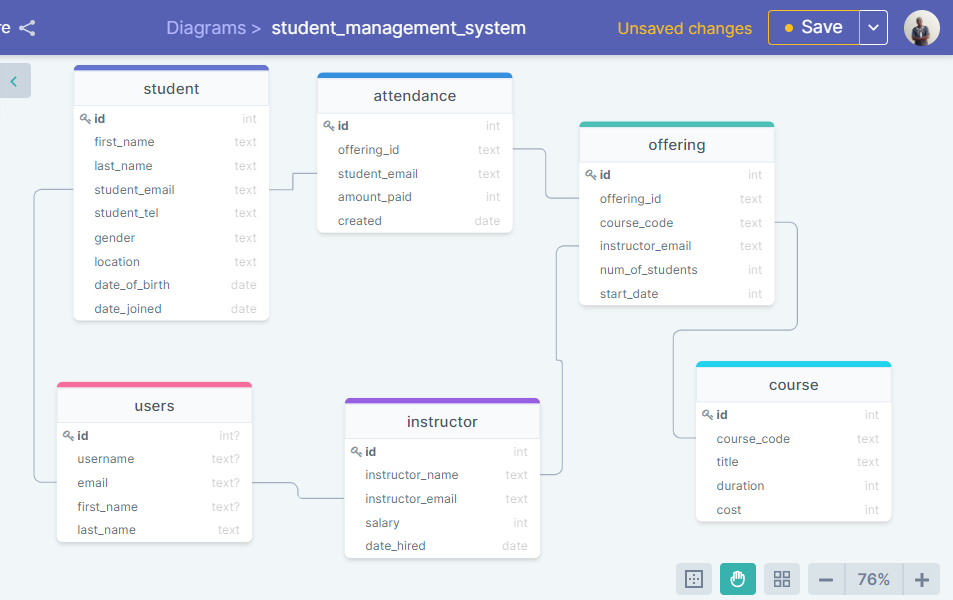 re
Diagrams > student_management_system
Unsaved changes
Save
student
id int
first_name text
last_name text
student_email text
student_tel text
gender text
location text
date_of_birth date
date_joined date
attendance
id int
offering_id text
student_email text
amount_paid int
created date
offering
id int
offering_id text
course_code text
instructor_email text
num_of_students int
start_date int
users
id int?
username text?
email text?
first_name text?
last_name text
instructor
id int
instructor_name text
instructor_email text
salary int
date_hired date
course
id int
course_code text
title text
duration int
cost int
76%